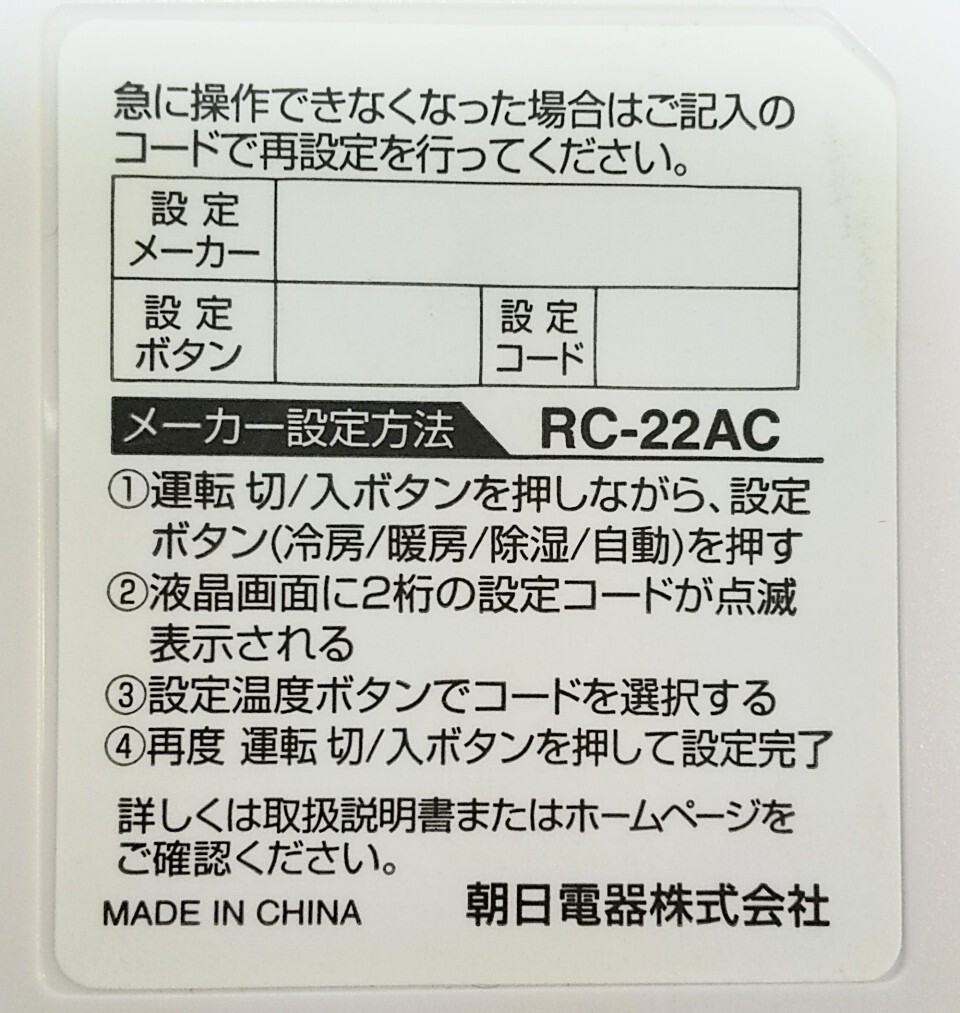 急に操作できなくなった場合はご記入の
コードで再設定を行ってください。
設 定
メーカー
設 定
ボタン
設 定
コード
メーカー設定方法 RC-22AC
①運転 切/入ボタンを押しながら、設定
ボタン(冷房/暖房/除湿/自動)を押す
②液晶画面に2桁の設定コードが点滅
表示される
③設定温度ボタンでコードを選択する
④再度 運転 切/入ボタンを押して設定完了
詳しくは取扱説明書またはホームページを
ご確認ください。
MADE IN CHINA 朝日電器株式会社